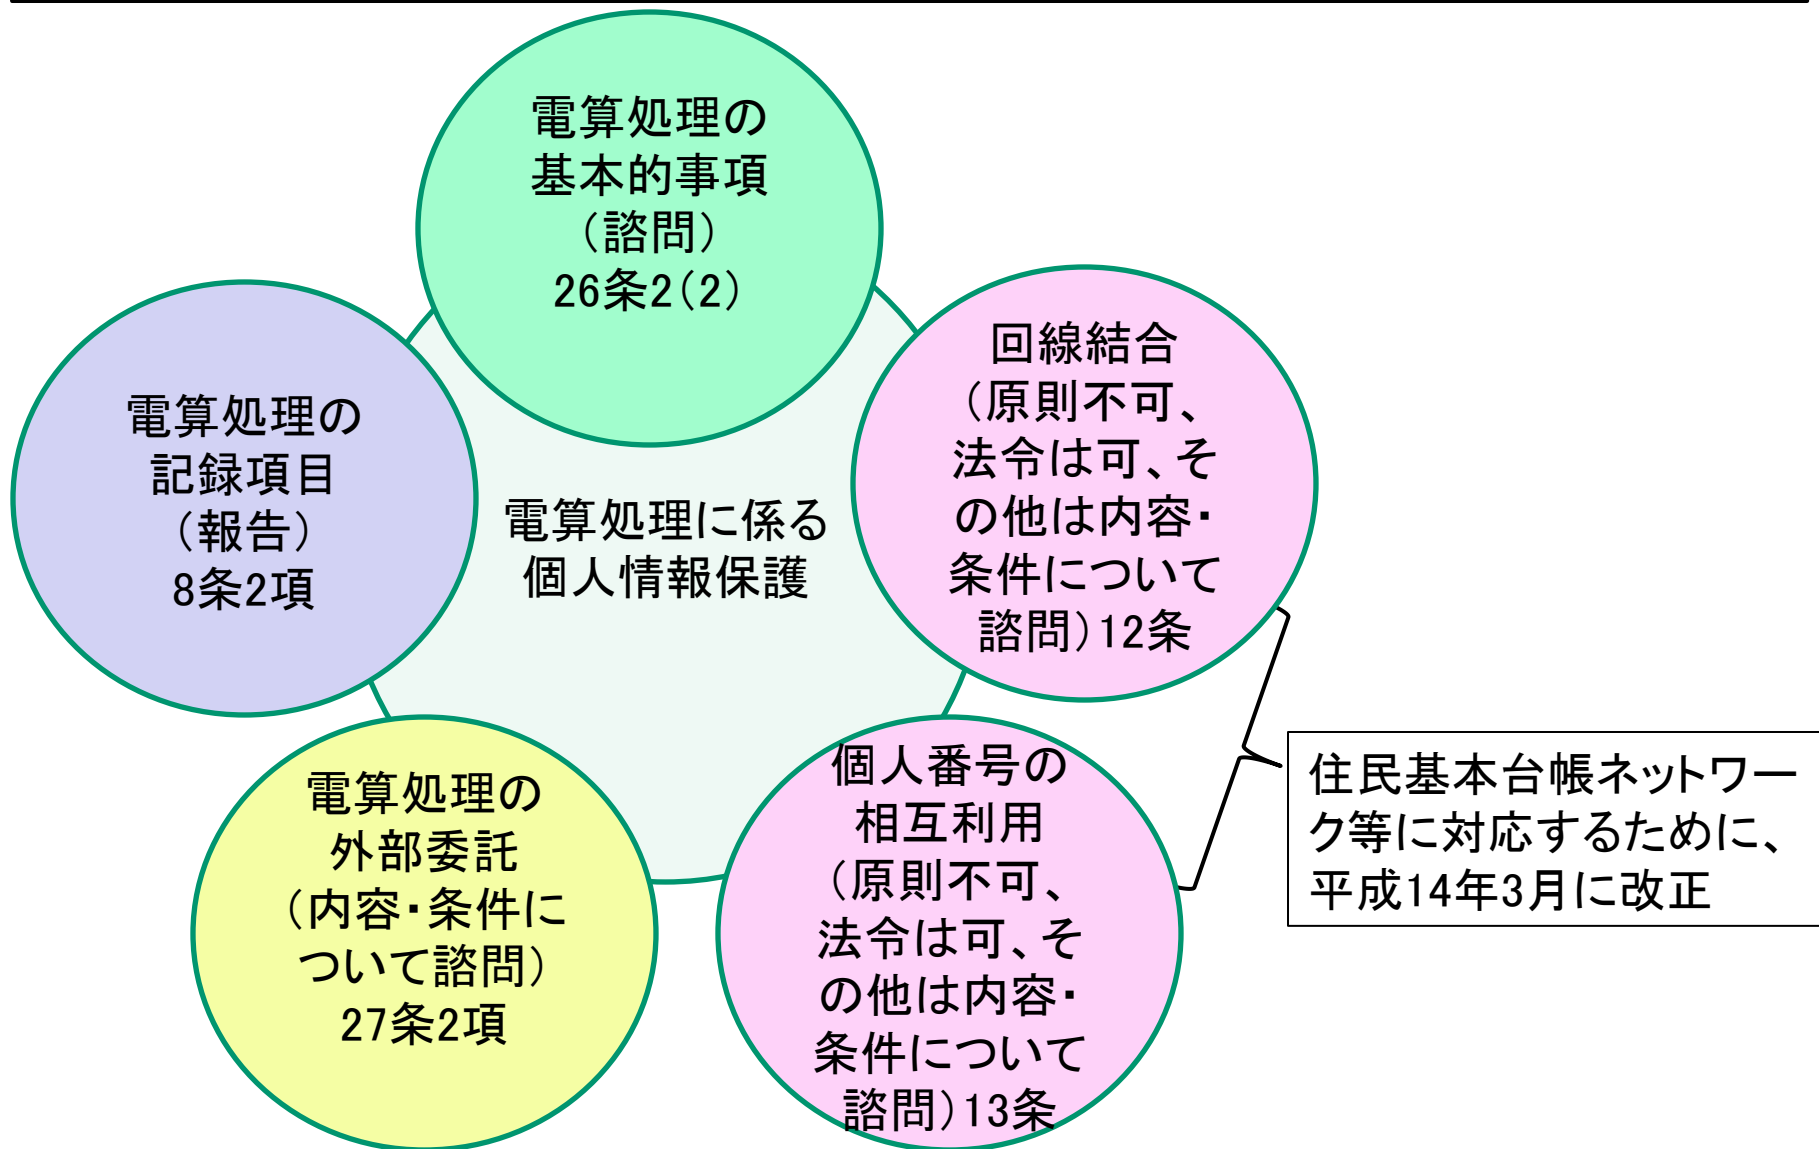 電算処理の
基本的事項
（諮問）
26条2（2）
回線結合
（原則不可、
法令は可、そ
の他は内容・
条件について
諮問）12条
電算処理の
記録項目
（報告）
8条2項
電算処理に係る
個人情報保護
電算処理の
外部委託
（内容・条件に
ついて諮問）
27条2項
個人番号の
相互利用
（原則不可、
法令は可、そ
の他は内容・
条件について
諮問）13条
住民基本台帳ネットワー
ク等に対応するために、
平成14年3月に改正